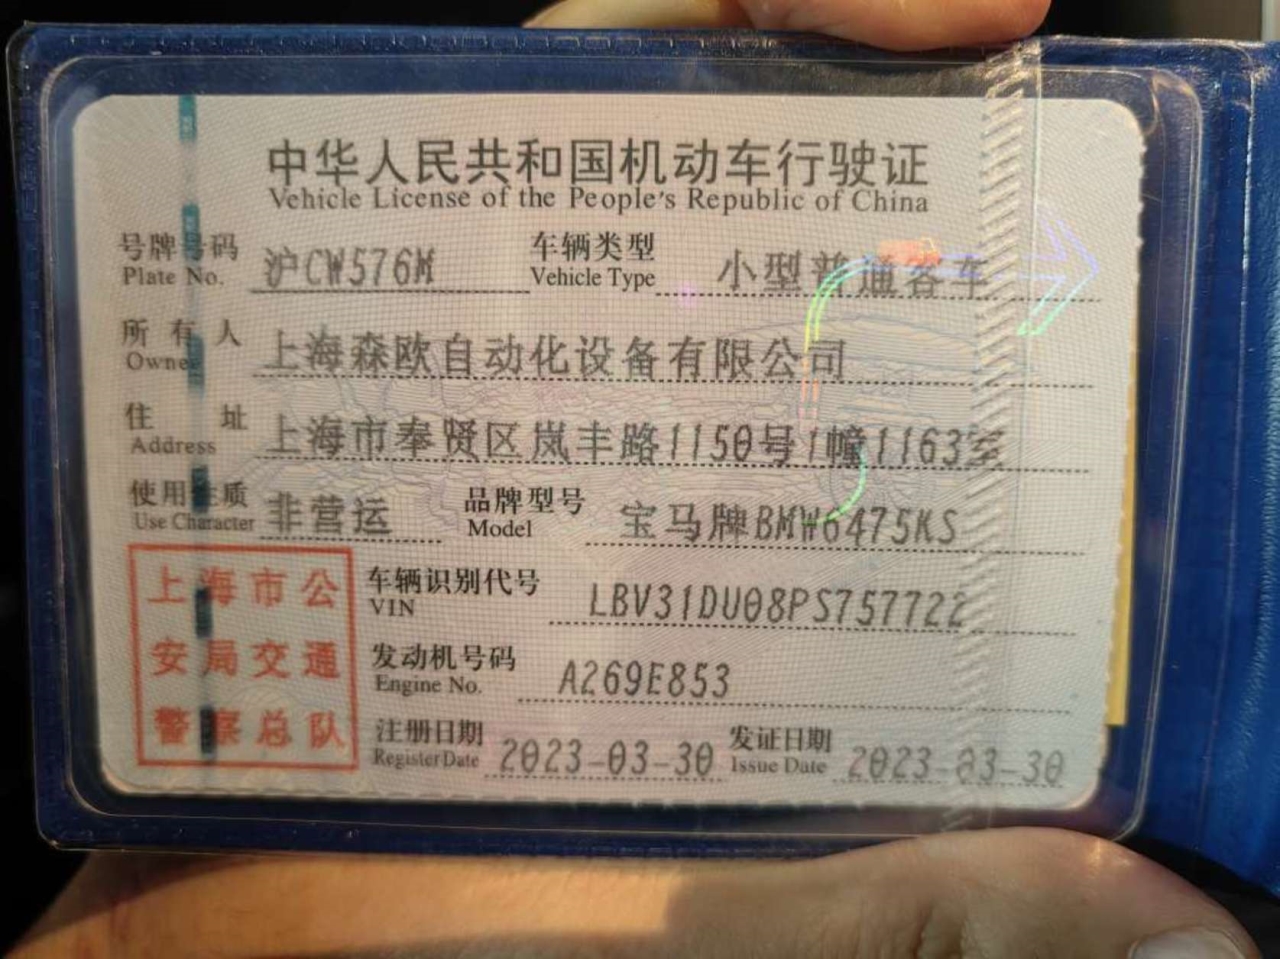 中华人民共和国机动车行驶证
Vehicle License of the People's Republic of China
号牌号码 沪CW576M 车辆类型 小型普通客车
Plate No. Vehicle Type
所有人 上海森欧自动化设备有限公司
Owner
住址 上海市奉贤区岚丰路1150号1幢1163室
Address
使用性质 非营运 品牌型号 宝马牌BMW6475KS
Use Character Model
车辆识别代号 LBV31DU08PS757722
VIN
发动机号码 A269E853
Engine No.
注册日期 2023-03-30 发证日期 2023-03-30
Register Date Issue Date
上海市公
安局交通
警察总队